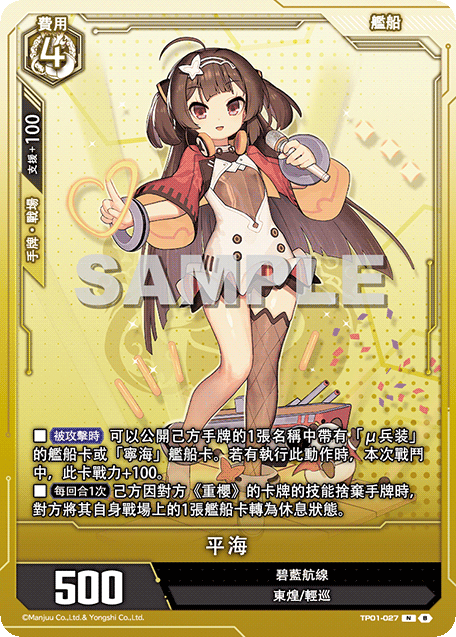 費用
4
艦船
支援+100
手牌・戰場
SAMPLE
■ 被攻擊時 可以公開己方手牌的1張名稱中帶有「μ兵装」
的艦船卡或「寧海」艦船卡。若有執行此動作時，本次戰鬥
中，此卡戰力+100。
■ 每回合1次 己方因對方《重櫻》的卡牌的技能捨棄手牌時，
對方將其自身戰場上的1張艦船卡轉為休息狀態。
平海
500
碧藍航線
東煌/輕巡
©Manjuu Co.,Ltd.& Yongshi Co.,Ltd.
TP01-027 N B